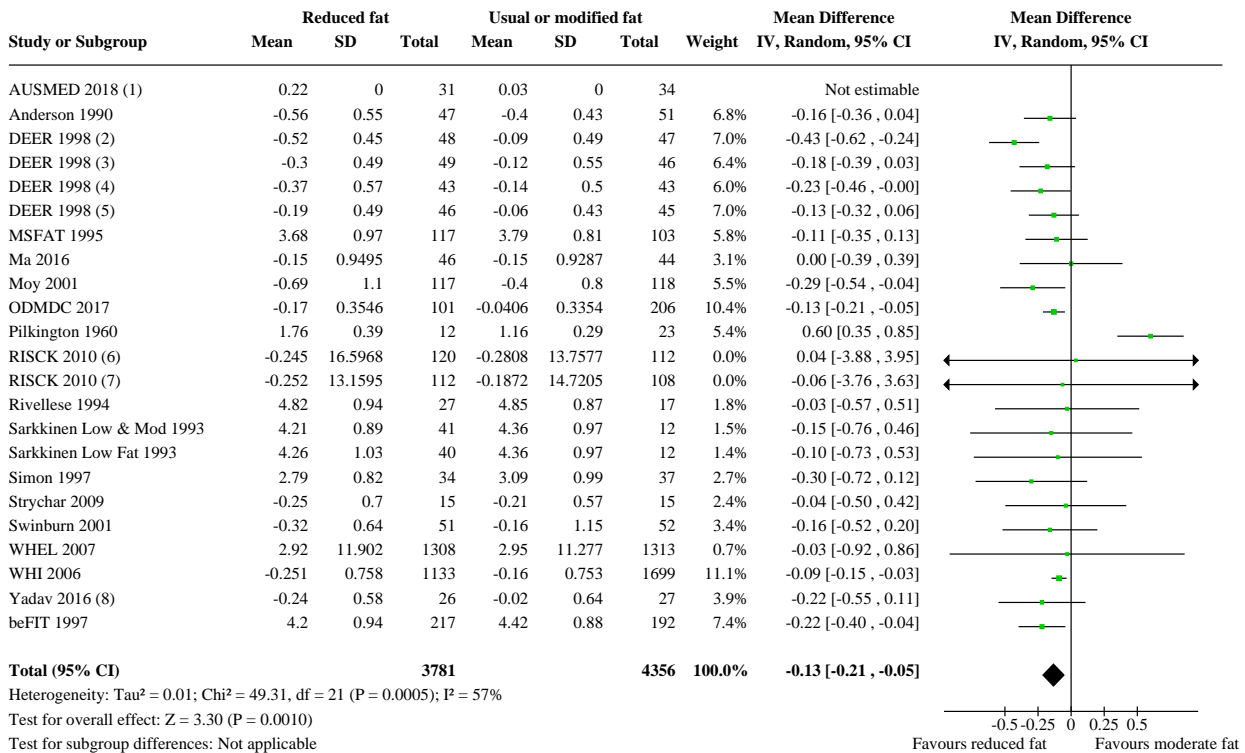 Reduced fat Usual or modified fat Mean Difference Mean Difference
Study or Subgroup Mean SD Total Mean SD Total Weight IV, Random, 95% CI IV, Random, 95% CI
AUSMED 2018 (1) 0.22 0 31 0.03 0 34 Not estimable
Anderson 1990 -0.56 0.55 47 -0.4 0.43 51 6.8% -0.16 [-0.36 , 0.04]
DEER 1998 (2) -0.52 0.45 48 -0.09 0.49 47 7.0% -0.43 [-0.62 , -0.24]
DEER 1998 (3) -0.3 0.49 49 -0.12 0.55 46 6.4% -0.18 [-0.39 , 0.03]
DEER 1998 (4) -0.37 0.57 43 -0.14 0.5 43 6.0% -0.23 [-0.46 , -0.00]
DEER 1998 (5) -0.19 0.49 46 -0.06 0.43 45 7.0% -0.13 [-0.32 , 0.06]
MSFAT 1995 3.68 0.97 117 3.79 0.81 103 5.8% -0.11 [-0.35 , 0.13]
Ma 2016 -0.15 0.9495 46 -0.15 0.9287 44 3.1% 0.00 [-0.39 , 0.39]
Moy 2001 -0.69 1.1 117 -0.4 0.8 118 5.5% -0.29 [-0.54 , -0.04]
ODMDC 2017 -0.17 0.3546 101 -0.0406 0.3354 206 10.4% -0.13 [-0.21 , -0.05]
Pilkington 1960 1.76 0.39 12 1.16 0.29 23 5.4% 0.60 [0.35 , 0.85]
RISCK 2010 (6) -0.245 16.5968 120 -0.2808 13.7577 112 0.0% 0.04 [-3.88 , 3.95]
RISCK 2010 (7) -0.252 13.1595 112 -0.1872 14.7205 108 0.0% -0.06 [-3.76 , 3.63]
Rivellese 1994 4.82 0.94 27 4.85 0.87 17 1.8% -0.03 [-0.57 , 0.51]
Sarkkinen Low & Mod 1993 4.21 0.89 41 4.36 0.97 12 1.5% -0.15 [-0.76 , 0.46]
Sarkkinen Low Fat 1993 4.26 1.03 40 4.36 0.97 12 1.4% -0.10 [-0.73 , 0.53]
Simon 1997 2.79 0.82 34 3.09 0.99 37 2.7% -0.30 [-0.72 , 0.12]
Strychar 2009 -0.25 0.7 15 -0.21 0.57 15 2.4% -0.04 [-0.50 , 0.42]
Swinburn 2001 -0.32 0.64 51 -0.16 1.15 52 3.4% -0.16 [-0.52 , 0.20]
WHEL 2007 2.92 11.902 1308 2.95 11.277 1313 0.7% -0.03 [-0.92 , 0.86]
WHI 2006 -0.251 0.758 1133 -0.16 0.753 1699 11.1% -0.09 [-0.15 , -0.03]
Yadav 2016 (8) -0.24 0.58 26 -0.02 0.64 27 3.9% -0.22 [-0.55 , 0.11]
beFIT 1997 4.2 0.94 217 4.42 0.88 192 7.4% -0.22 [-0.40 , -0.04]
Total (95% CI) 3781 4356 100.0% -0.13 [-0.21 , -0.05]
Heterogeneity: Tau² = 0.01; Chi² = 49.31, df = 21 (P = 0.0005); I² = 57%
Test for overall effect: Z = 3.30 (P = 0.0010)
-0.5 -0.25 0 0.25 0.5
Test for subgroup differences: Not applicable
Favours reduced fat Favours moderate fat